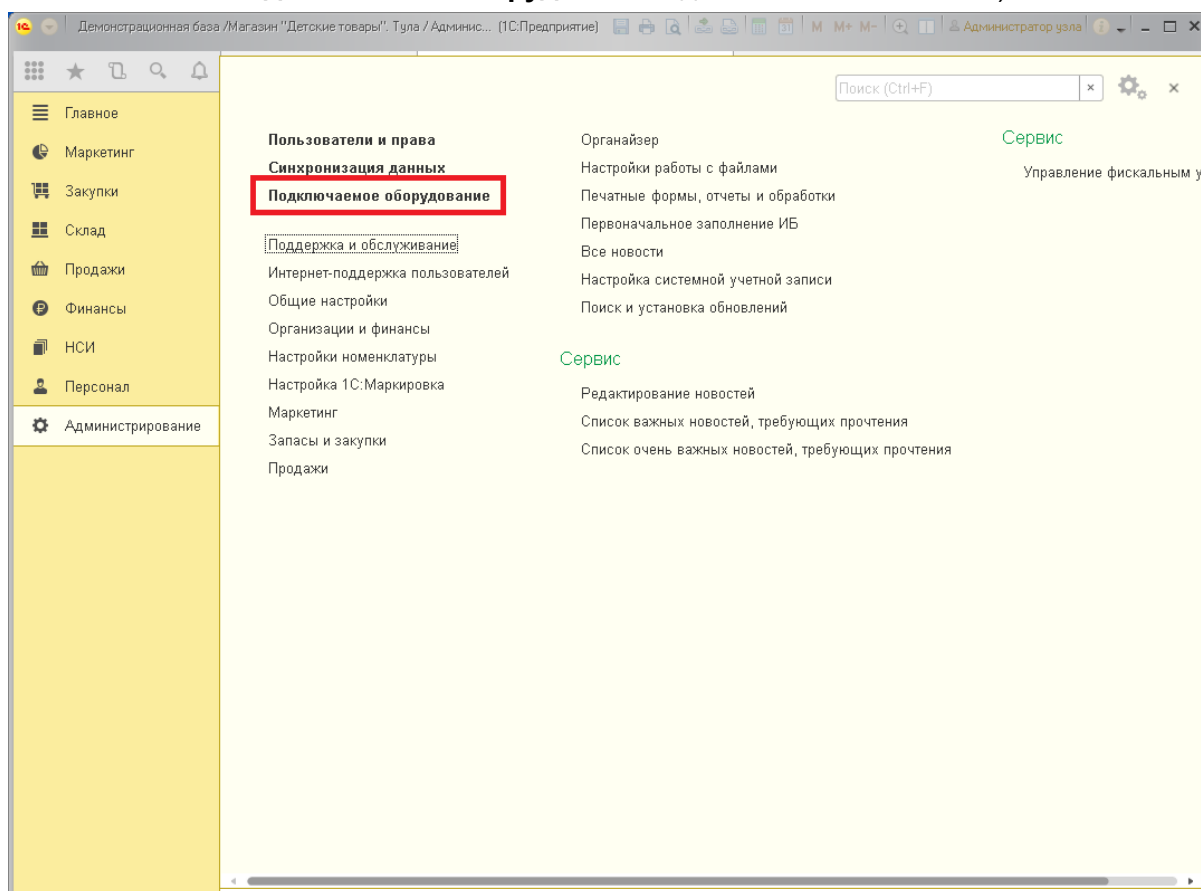 Демонстрационная база /Магазин "Детские товары". Тула / Админис... (1С:Предприятие) M M+ M- Администратор узла
Поиск (Ctrl+F)
Главное
Маркетинг
Закупки
Склад
Продажи
Финансы
НСИ
Персонал
Администрирование
Пользователи и права
Синхронизация данных
Подключаемое оборудование
Поддержка и обслуживание
Интернет-поддержка пользователей
Общие настройки
Организации и финансы
Настройки номенклатуры
Настройка 1С:Маркировка
Маркетинг
Запасы и закупки
Продажи
Органайзер
Настройки работы с файлами
Печатные формы, отчеты и обработки
Первоначальное заполнение ИБ
Все новости
Настройка системной учетной записи
Поиск и установка обновлений
Сервис
Редактирование новостей
Список важных новостей, требующих прочтения
Список очень важных новостей, требующих прочтения
Сервис
Управление фискальным у